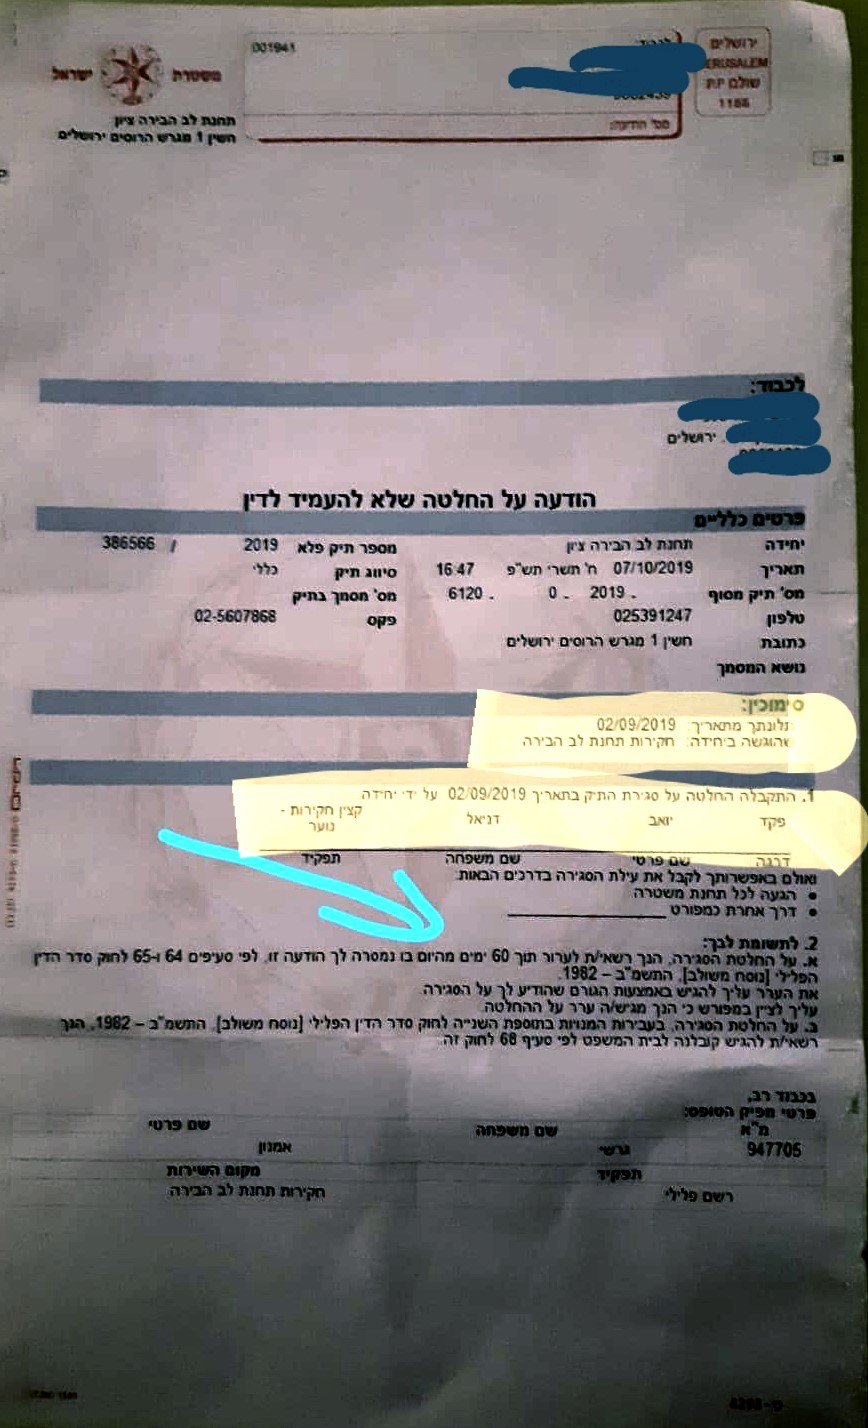 ירושלים
JERUSALEM
שולם P.P
1186
לכבוד:
001941
מס' התיעה:
משטרת ישראל
תחנת לב הבירה ציון
חשין 1 מגרש הרוסים ירושלים
לכבוד:
ירושלים
הודעה על החלטה שלא להעמיד לדין
פרטים כלליים
יחידה תחנת לב הבירה ציון מספר תיק פלא 2019 / 386566
תאריך 07/10/2019 ח' תשרי תש"פ 16:47 סיווג תיק כללי
מס' תיק מסוף - 2019 - 0 - 6120 מס' מסמך בתיק
טלפון 025391247 פקס 02-5607868
כתובת חשין 1 מגרש הרוסים ירושלים
נושא המסמך
סימוכין:
תלונתך מתאריך: 02/09/2019
שהוגשה ביחידה: חקירות תחנת לב הבירה
1. התקבלה החלטה על סגירת התיק בתאריך 02/09/2019 על ידי יחידה
פקד יואב דניאל קצין חקירות - נוער
דרגה שם פרטי שם משפחה תפקיד
ואולם באפשרותך לקבל את עילת הסגירה בדרכים הבאות:
• הגעה לכל תחנת משטרה
• דרך אחרת כמפורט
2. לתשומת לבך:
א. על החלטת הסגירה, הנך רשאי/ת לערור תוך 60 ימים מהיום בו נמסרה לך הודעה זו, לפי סעיפים 64 ו-65 לחוק סדר הדין
הפלילי [נוסח משולב], התשמ"ב – 1982.
את הערר עליך להגיש באמצעות הגורם שהודיע לך על הסגירה
עליך לציין במפורש כי הנך מגיש/ה ערר על ההחלטה.
ב. על החלטת הסגירה, בעבירות המנויות בתוספת השנייה לחוק סדר הדין הפלילי [נוסח משולב], התשמ"ב – 1982, הנך
רשאי/ת להגיש קובלנה לבית המשפט לפי סעיף 68 לחוק זה.
בכבוד רב,
פרטי מפיק הטופס:
מ"א שם משפחה שם פרטי
947705 גרשי אמנון
תפקיד מקום השירות
רשם פלילי חקירות תחנת לב הבירה